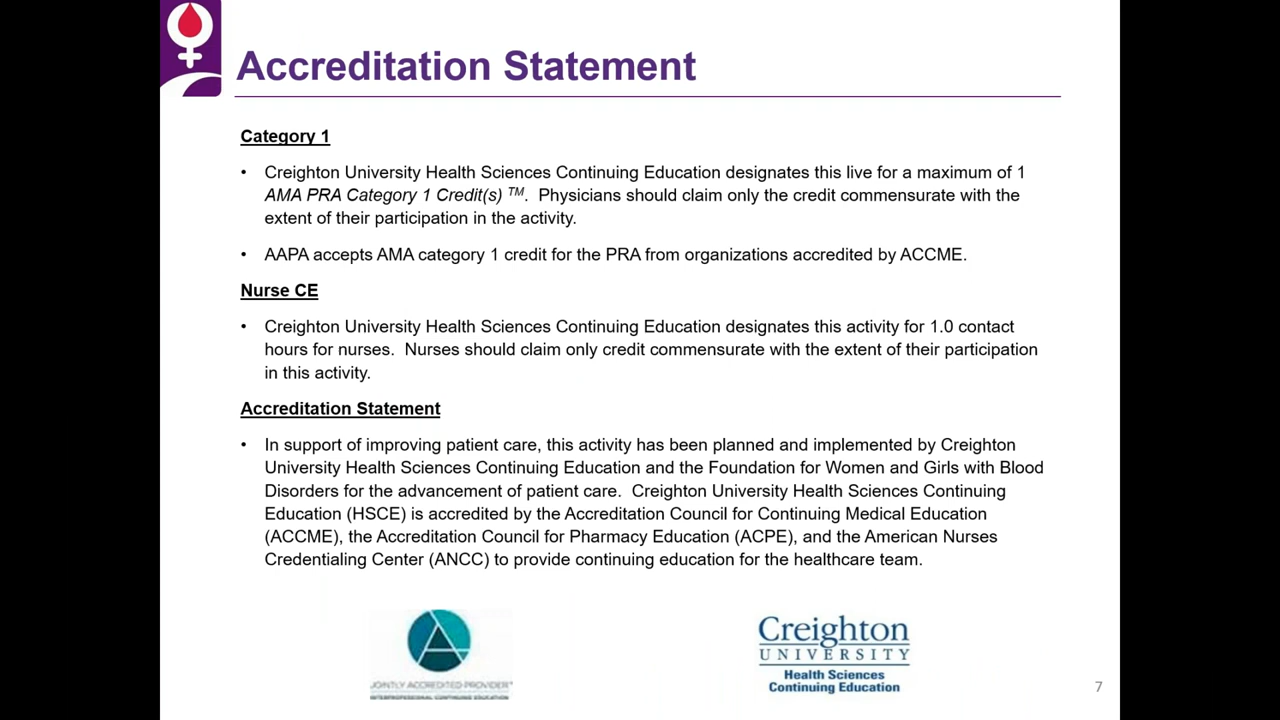 Accreditation Statement
Category 1
• Creighton University Health Sciences Continuing Education designates this live for a maximum of 1
AMA PRA Category 1 Credit(s) TM. Physicians should claim only the credit commensurate with the
extent of their participation in the activity.
• AAPA accepts AMA category 1 credit for the PRA from organizations accredited by ACCME.
Nurse CE
• Creighton University Health Sciences Continuing Education designates this activity for 1.0 contact
hours for nurses. Nurses should claim only credit commensurate with the extent of their participation
in this activity.
Accreditation Statement
• In support of improving patient care, this activity has been planned and implemented by Creighton
University Health Sciences Continuing Education and the Foundation for Women and Girls with Blood
Disorders for the advancement of patient care. Creighton University Health Sciences Continuing
Education (HSCE) is accredited by the Accreditation Council for Continuing Medical Education
(ACCME), the Accreditation Council for Pharmacy Education (ACPE), and the American Nurses
Credentialing Center (ANCC) to provide continuing education for the healthcare team.
JOINTLY ACCREDITED PROVIDER™
INTERPROFESSIONAL CONTINUING EDUCATION
Creighton
UNIVERSITY
Health Sciences
Continuing Education
7